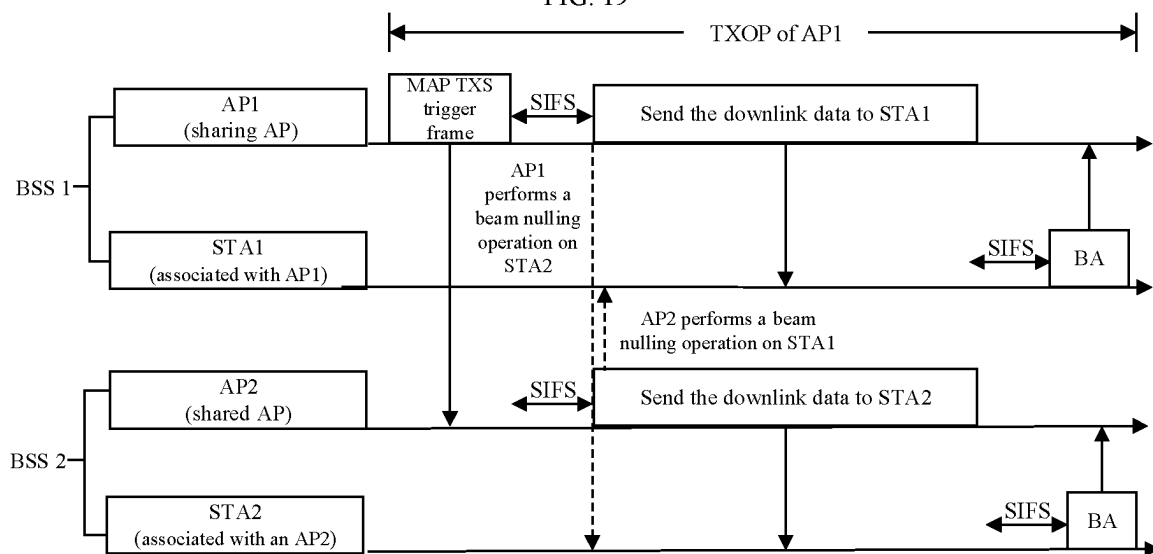 FIG. 19
TXOP of AP1
AP1
(sharing AP)
MAP TXS
trigger
frame
SIFS
Send the downlink data to STA1
BSS 1
AP1
performs a
beam nulling
operation on
STA2
STA1
(associated with AP1)
SIFS
BA
AP2 performs a beam
nulling operation on STA1
AP2
(shared AP)
SIFS
Send the downlink data to STA2
BSS 2
STA2
(associated with an AP2)
SIFS
BA